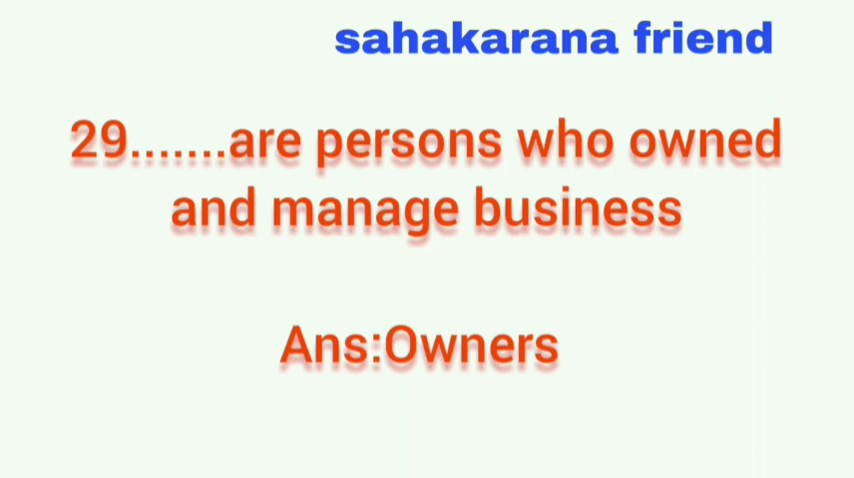 sahakarana friend
29.......are persons who owned
and manage business
Ans:Owners